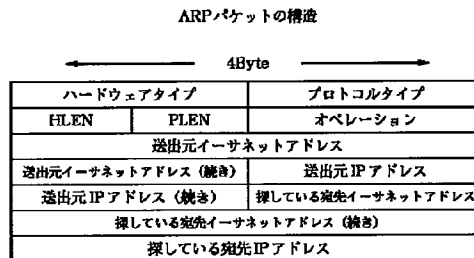 ARPパケットの構造
4Byte
ハードウェアタイプ プロトコルタイプ
HLEN PLEN オペレーション
送出元イーサネットアドレス
送出元イーサネットアドレス（続き） 送出元IPアドレス
送出元IPアドレス（続き） 探している宛先イーサネットアドレス
探している宛先イーサネットアドレス（続き）
探している宛先IPアドレス